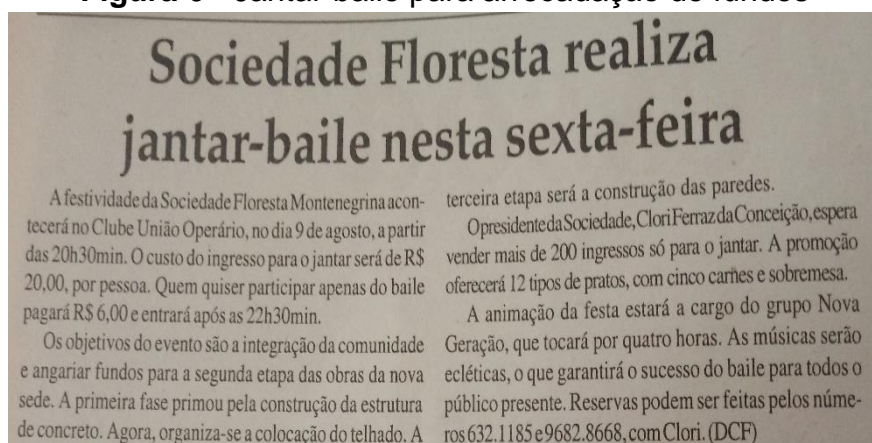 Sociedade Floresta realiza
jantar-baile nesta sexta-feira
A festividade da Sociedade Floresta Montenegrina acon-
tecerá no Clube União Operário, no dia 9 de agosto, a partir
das 20h30min. O custo do ingresso para o jantar será de R$
20,00, por pessoa. Quem quiser participar apenas do baile
pagará R$ 6,00 e entrará após as 22h30min.
Os objetivos do evento são a integração da comunidade
e angariar fundos para a segunda etapa das obras da nova
sede. A primeira fase primou pela construção da estrutura
de concreto. Agora, organiza-se a colocação do telhado. A
terceira etapa será a construção das paredes.
O presidente da Sociedade, Clori Ferraz da Conceição, espera
vender mais de 200 ingressos só para o jantar. A promoção
oferecerá 12 tipos de pratos, com cinco carnes e sobremesa.
A animação da festa estará a cargo do grupo Nova
Geração, que tocará por quatro horas. As músicas serão
ecléticas, o que garantirá o sucesso do baile para todos o
público presente. Reservas podem ser feitas pelos núme-
ros 632.1185 e 9682.8668, com Clori. (DCF)